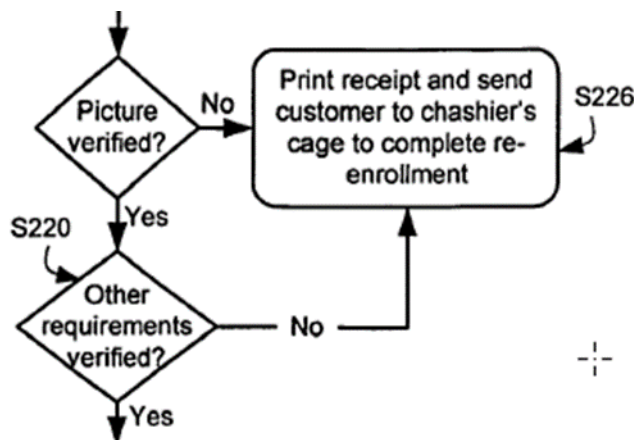 Picture
verified?
No
Print receipt and send
customer to chashier's
cage to complete re-
enrollment
S226
Yes
S220
Other
requirements
verified?
No
Yes